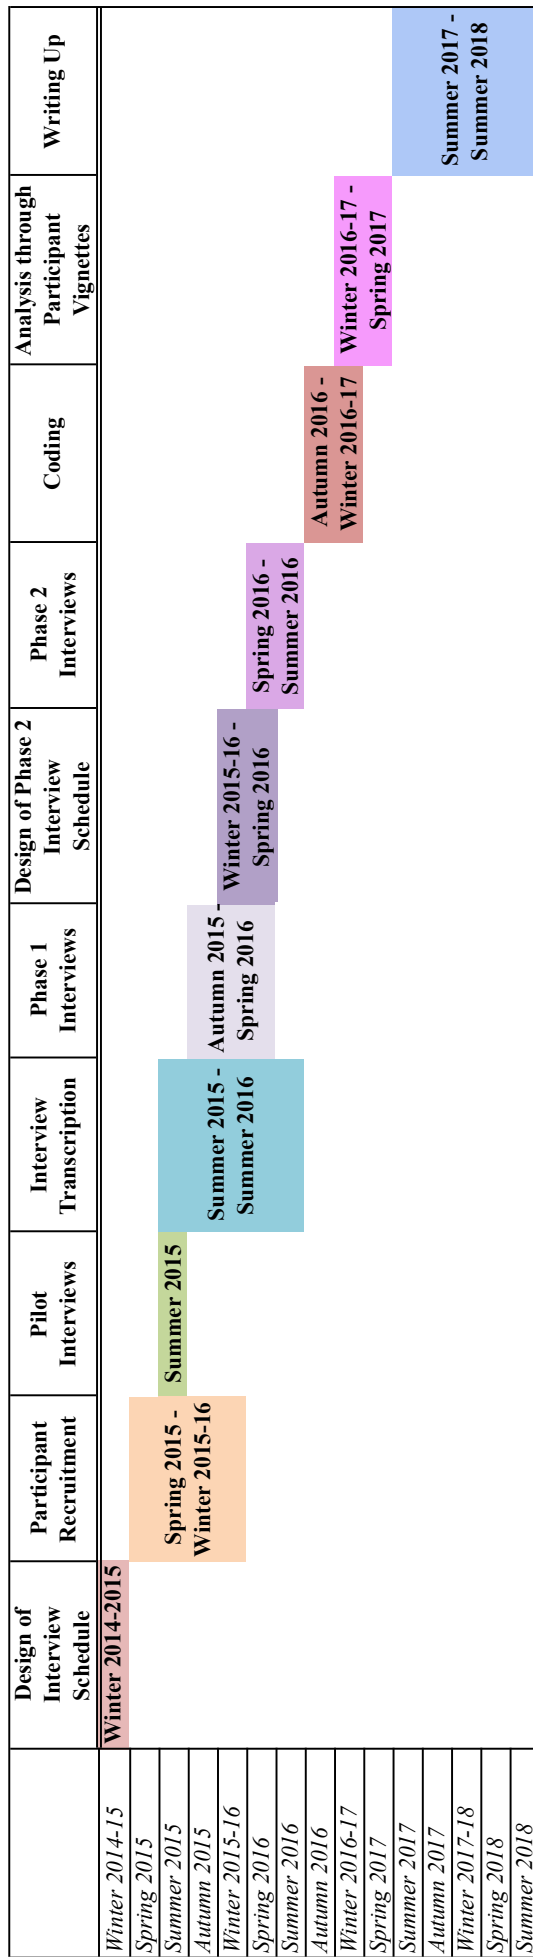 Design of
Interview
Schedule
Participant
Recruitment
Pilot
Interviews
Interview
Transcription
Phase 1
Interviews
Design of Phase 2
Interview
Schedule
Phase 2
Interviews
Coding
Analysis through
Participant
Vignettes
Writing Up
Winter 2014-15
Winter 2014-2015
Spring 2015
Spring 2015 -
Winter 2015-16
Summer 2015
Summer 2015
Summer 2015 -
Summer 2016
Autumn 2015
Autumn 2015 -
Spring 2016
Winter 2015-16
Winter 2015-16 -
Spring 2016
Spring 2016
Spring 2016 -
Summer 2016
Summer 2016
Autumn 2016
Autumn 2016 -
Winter 2016-17
Winter 2016-17
Winter 2016-17 -
Spring 2017
Spring 2017
Summer 2017
Summer 2017 -
Summer 2018
Autumn 2017
Winter 2017-18
Spring 2018
Summer 2018